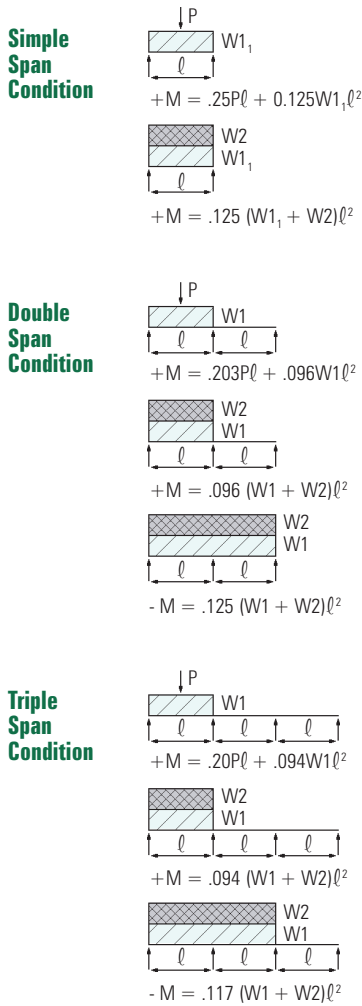 Simple
Span
Condition
P
W1₁
ℓ
+M = .25Pℓ + 0.125W1₁ℓ²
W2
W1₁
ℓ
+M = .125 (W1₁ + W2)ℓ²
Double
Span
Condition
P
W1
ℓ ℓ
+M = .203Pℓ + .096W1ℓ²
W2
W1
ℓ ℓ
+M = .096 (W1 + W2)ℓ²
W2
W1
ℓ ℓ
- M = .125 (W1 + W2)ℓ²
Triple
Span
Condition
P
W1
ℓ ℓ ℓ
+M = .20Pℓ + .094W1ℓ²
W2
W1
ℓ ℓ ℓ
+M = .094 (W1 + W2)ℓ²
W2
W1
ℓ ℓ ℓ
- M = .117 (W1 + W2)ℓ²